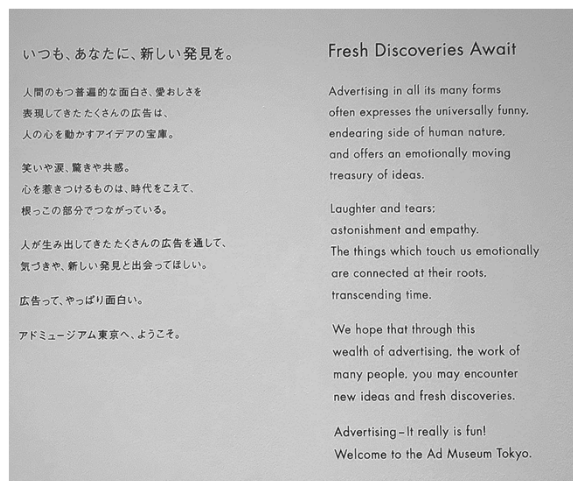 いつも、あなたに、新しい発見を。
人間のもつ普遍的な面白さ、愛おしさを
表現してきたたくさんの広告は、
人の心を動かすアイデアの宝庫。
笑いや涙、驚きや共感。
心を惹きつけるものは、時代をこえて、
根っこの部分でつながっている。
人が生み出してきたたくさんの広告を通して、
気づきや、新しい発見と出会ってほしい。
広告って、やっぱり面白い。
アドミュージアム東京へ、ようこそ。
Fresh Discoveries Await
Advertising in all its many forms
often expresses the universally funny,
endearing side of human nature,
and offers an emotionally moving
treasury of ideas.
Laughter and tears;
astonishment and empathy.
The things which touch us emotionally
are connected at their roots,
transcending time.
We hope that through this
wealth of advertising, the work of
many people, you may encounter
new ideas and fresh discoveries.
Advertising–It really is fun!
Welcome to the Ad Museum Tokyo.